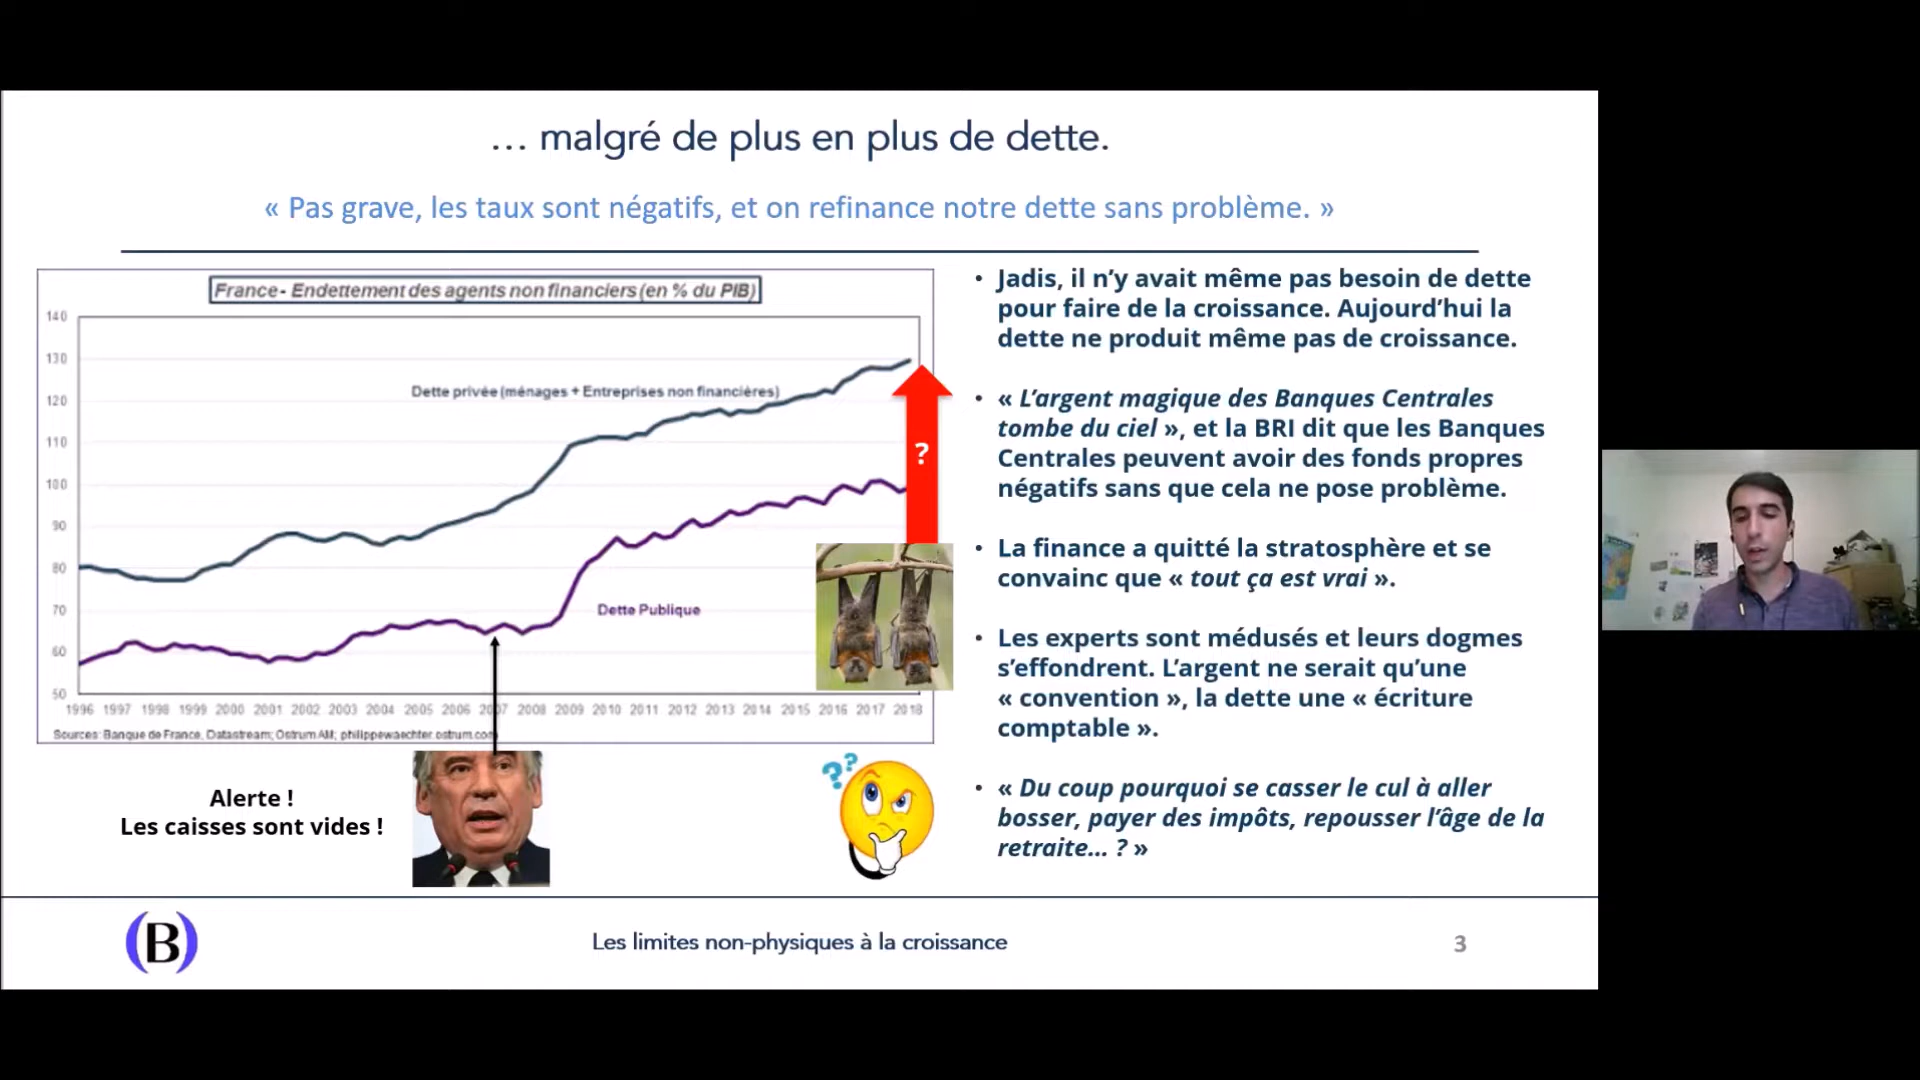 … malgré de plus en plus de dette.
« Pas grave, les taux sont négatifs, et on refinance notre dette sans problème. »
France - Endettement des agents non financiers (en % du PIB)
140
130
120
110
100
90
80
70
60
50
Dette privée (ménages + Entreprises non financières)
Dette Publique
1996 1997 1998 1999 2000 2001 2002 2003 2004 2005 2006 2007 2008 2009 2010 2011 2012 2013 2014 2015 2016 2017 2018
Sources: Banque de France, Datastream; Ostrum AM; philippewaechter.ostrum.com
?
Alerte !
Les caisses sont vides !
??
• Jadis, il n’y avait même pas besoin de dette
pour faire de la croissance. Aujourd’hui la
dette ne produit même pas de croissance.
• « L’argent magique des Banques Centrales
tombe du ciel », et la BRI dit que les Banques
Centrales peuvent avoir des fonds propres
négatifs sans que cela ne pose problème.
• La finance a quitté la stratosphère et se
convainc que « tout ça est vrai ».
• Les experts sont médusés et leurs dogmes
s’effondrent. L’argent ne serait qu’une
« convention », la dette une « écriture
comptable ».
• « Du coup pourquoi se casser le cul à aller
bosser, payer des impôts, repousser l’âge de la
retraite… ? »
(B)
Les limites non-physiques à la croissance
3